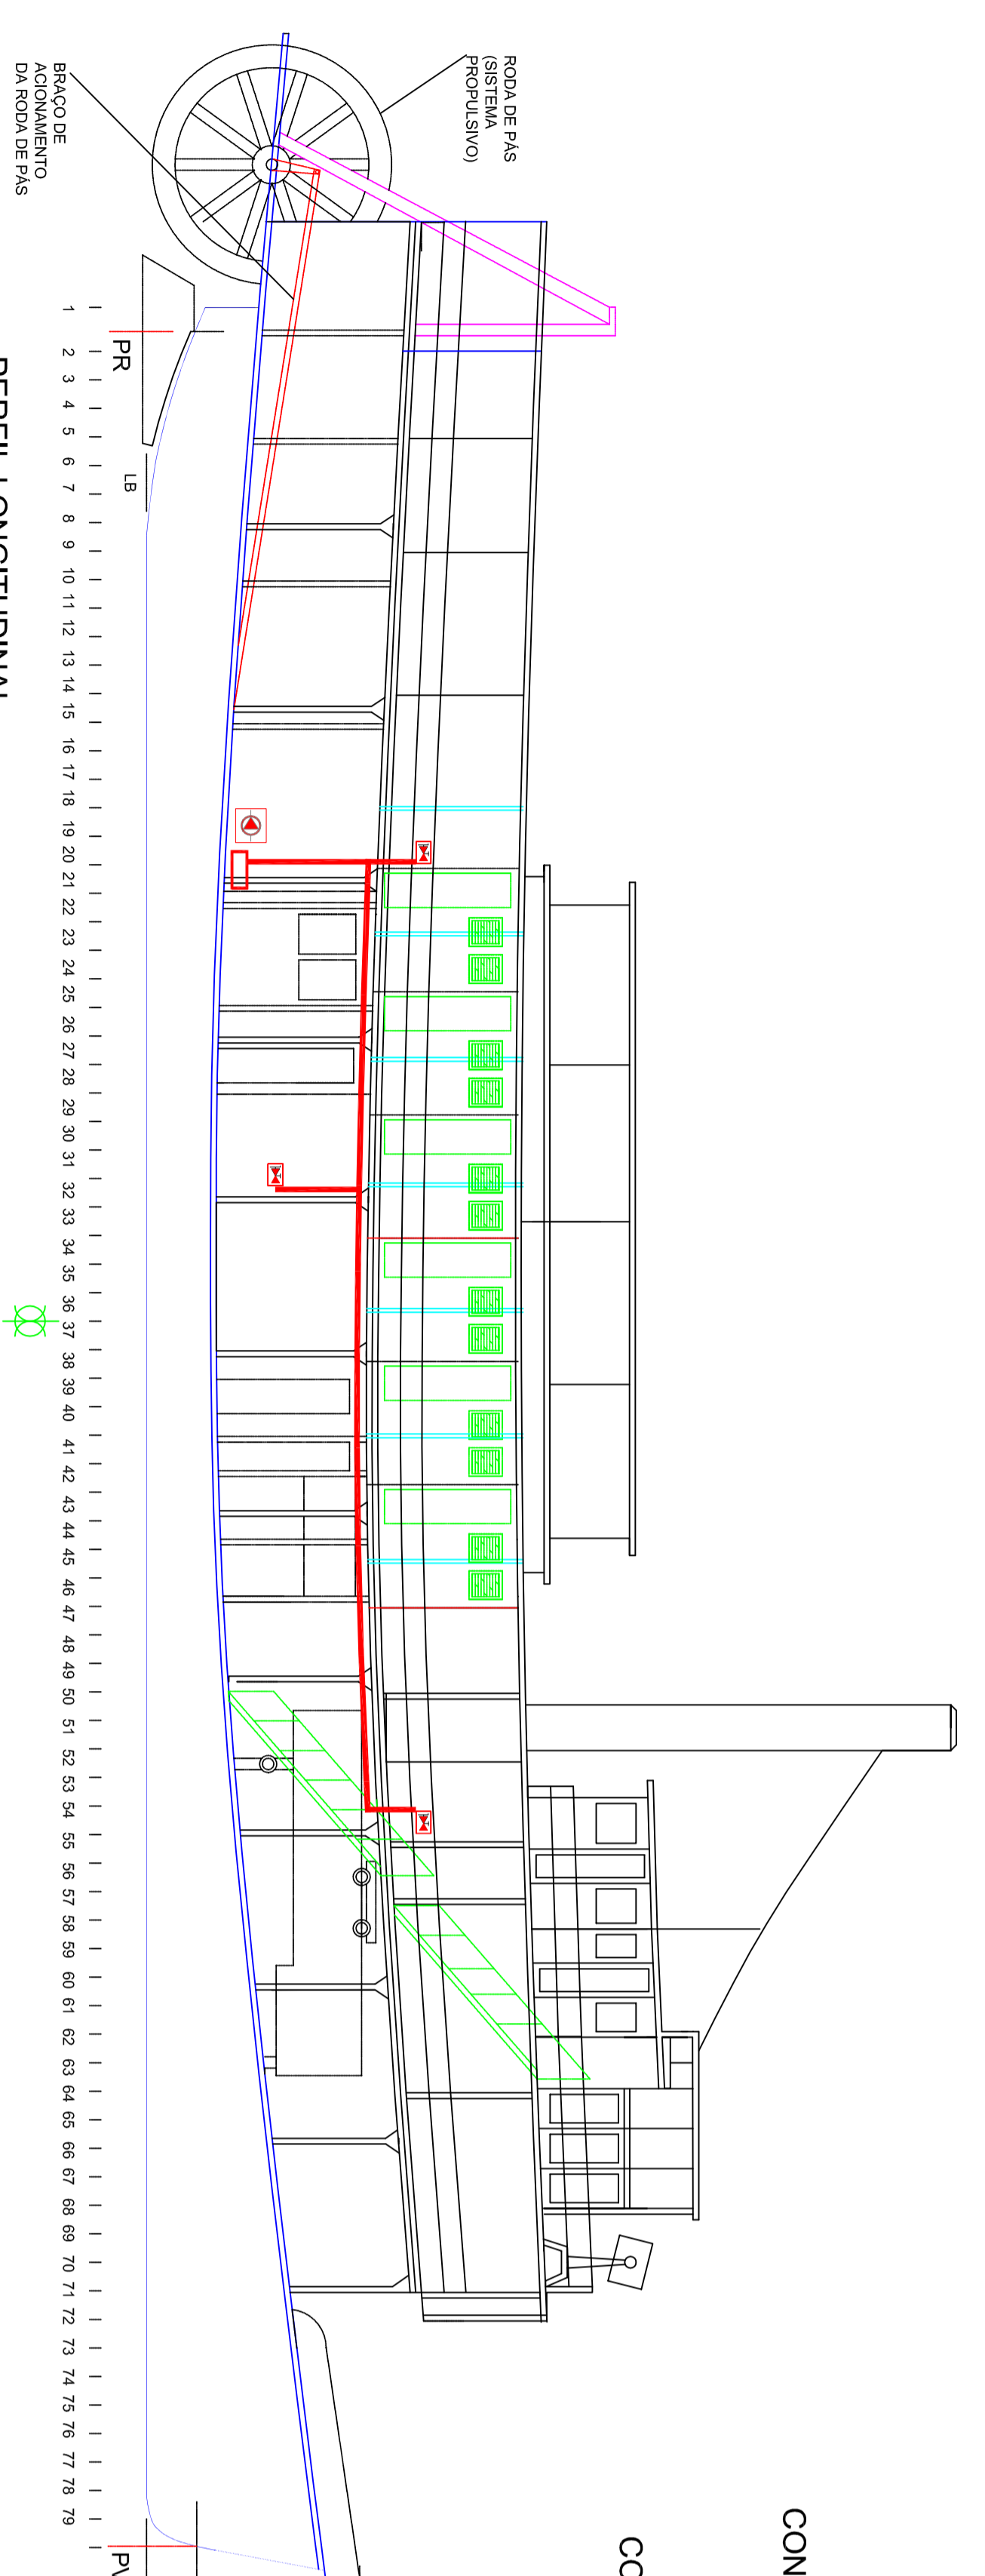 RODA DE PÁS
(SISTEMA
PROPULSIVO)
BRAÇO DE
ACIONAMENTO
DA RODA DE PÁS
PR
LB
1 2 3 4 5 6 7 8 9 10 11 12 13 14 15 16 17 18 19 20 21 22 23 24 25 26 27 28 29 30 31 32 33 34 35 36 37 38 39 40 41 42 43 44 45 46 47 48 49 50 51 52 53 54 55 56 57 58 59 60 61 62 63 64 65 66 67 68 69 70 71 72 73 74 75 76 77 78 79
PERFIL LONGITUDINAL
CON
CO